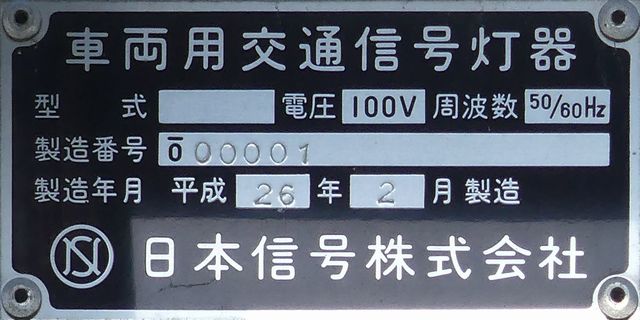 車両用交通信号灯器
型式 電圧 100V 周波数 50/60Hz
製造番号 0̄ 00001
製造年月 平成 26 年 2 月 製造
日本信号株式会社